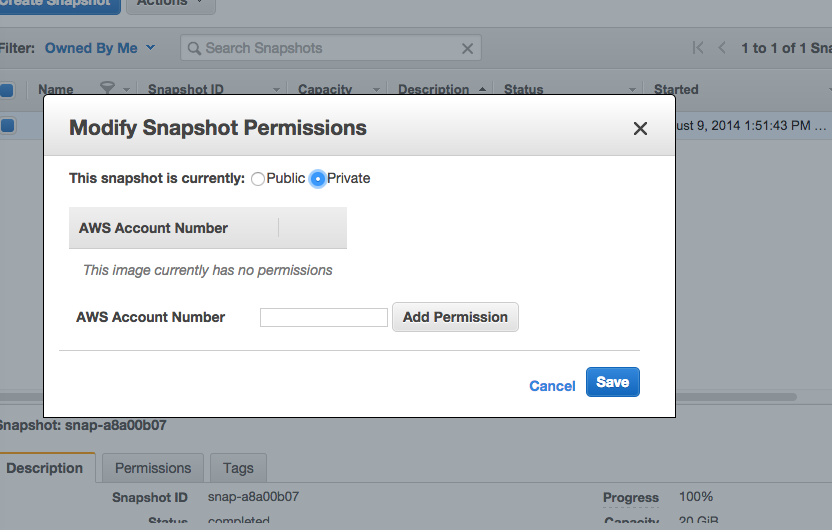 Create Snapshot Actions
Filter: Owned By Me Search Snapshots 1 to 1 of 1 Sna
Name Snapshot ID Capacity Description Status Started
ust 9, 2014 1:51:43 PM ...
Modify Snapshot Permissions
This snapshot is currently: Public Private
AWS Account Number
This image currently has no permissions
AWS Account Number Add Permission
Cancel Save
Snapshot: snap-a8a00b07
Description Permissions Tags
Snapshot ID snap-a8a00b07 Progress 100%
Status completed Capacity 20 GiB